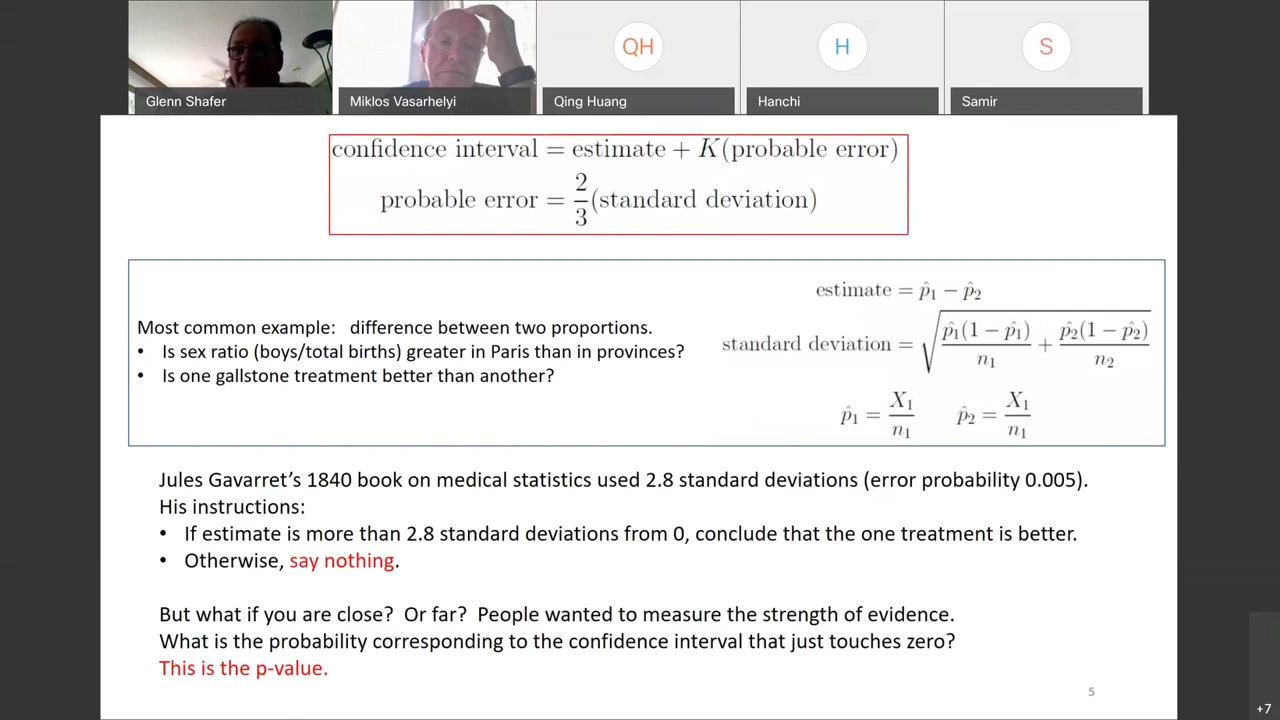 QH
H
S
Glenn Shafer
Miklos Vasarhelyi
Qing Huang
Hanchi
Samir
confidence interval = estimate + K(probable error)
probable error = 2/3 (standard deviation)
estimate = p̂₁ − p̂₂
Most common example: difference between two proportions.
standard deviation = √(p̂₁(1 − p̂₁)/n₁ + p̂₂(1 − p̂₂)/n₂)
• Is sex ratio (boys/total births) greater in Paris than in provinces?
• Is one gallstone treatment better than another?
p̂₁ = X₁/n₁ p̂₂ = X₁/n₁
Jules Gavarret’s 1840 book on medical statistics used 2.8 standard deviations (error probability 0.005).
His instructions:
• If estimate is more than 2.8 standard deviations from 0, conclude that the one treatment is better.
• Otherwise, say nothing.
But what if you are close? Or far? People wanted to measure the strength of evidence.
What is the probability corresponding to the confidence interval that just touches zero?
This is the p-value.
5
+7